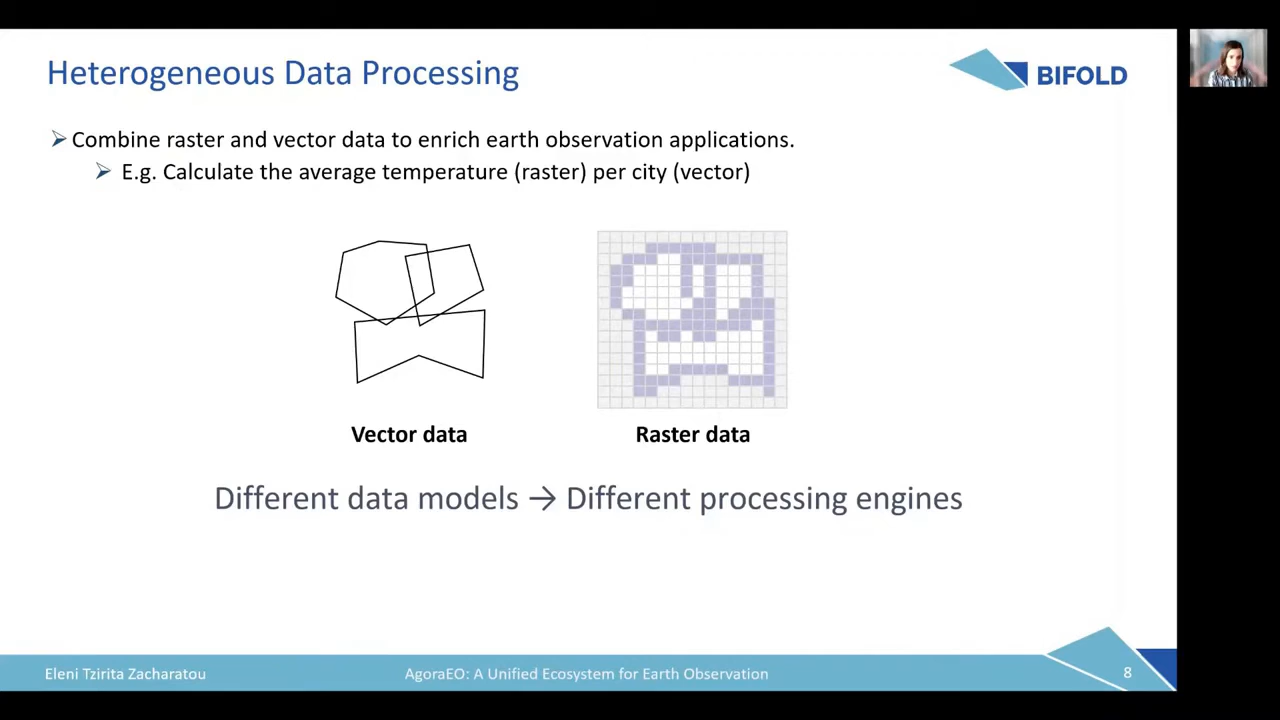 Heterogeneous Data Processing
BIFOLD
Combine raster and vector data to enrich earth observation applications.
E.g. Calculate the average temperature (raster) per city (vector)
Vector data
Raster data
Different data models → Different processing engines
Eleni Tzirita Zacharatou
AgoraEO: A Unified Ecosystem for Earth Observation
8